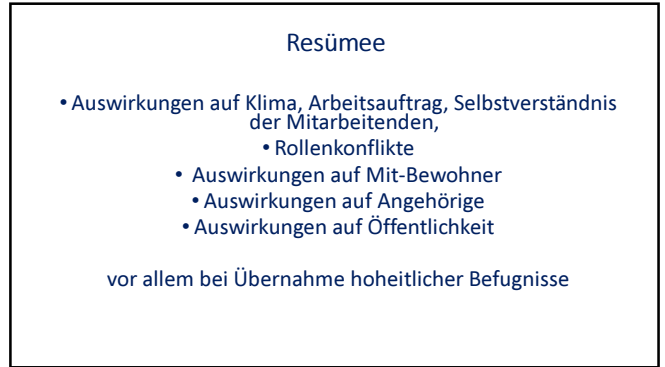 Resümee
• Auswirkungen auf Klima, Arbeitsauftrag, Selbstverständnis
der Mitarbeitenden,
• Rollenkonflikte
• Auswirkungen auf Mit-Bewohner
• Auswirkungen auf Angehörige
• Auswirkungen auf Öffentlichkeit
vor allem bei Übernahme hoheitlicher Befugnisse